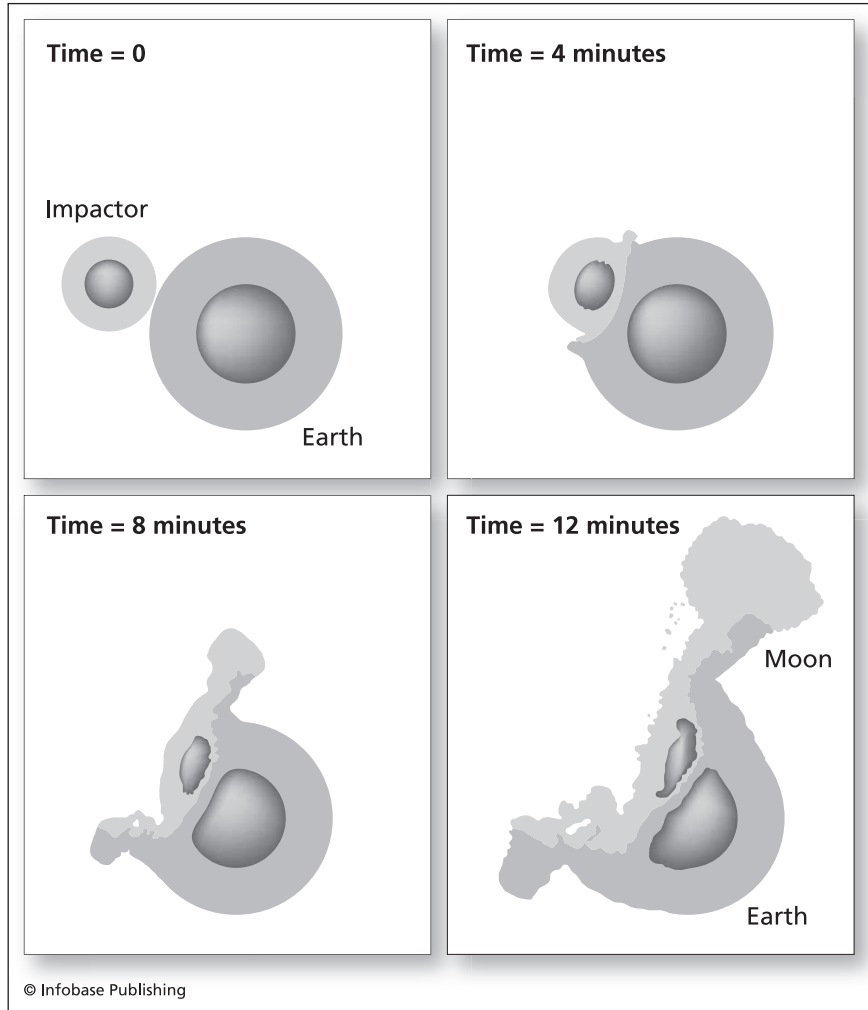 Time = 0
Impactor
Earth
Time = 4 minutes
Time = 8 minutes
Time = 12 minutes
Moon
Earth
© Infobase Publishing